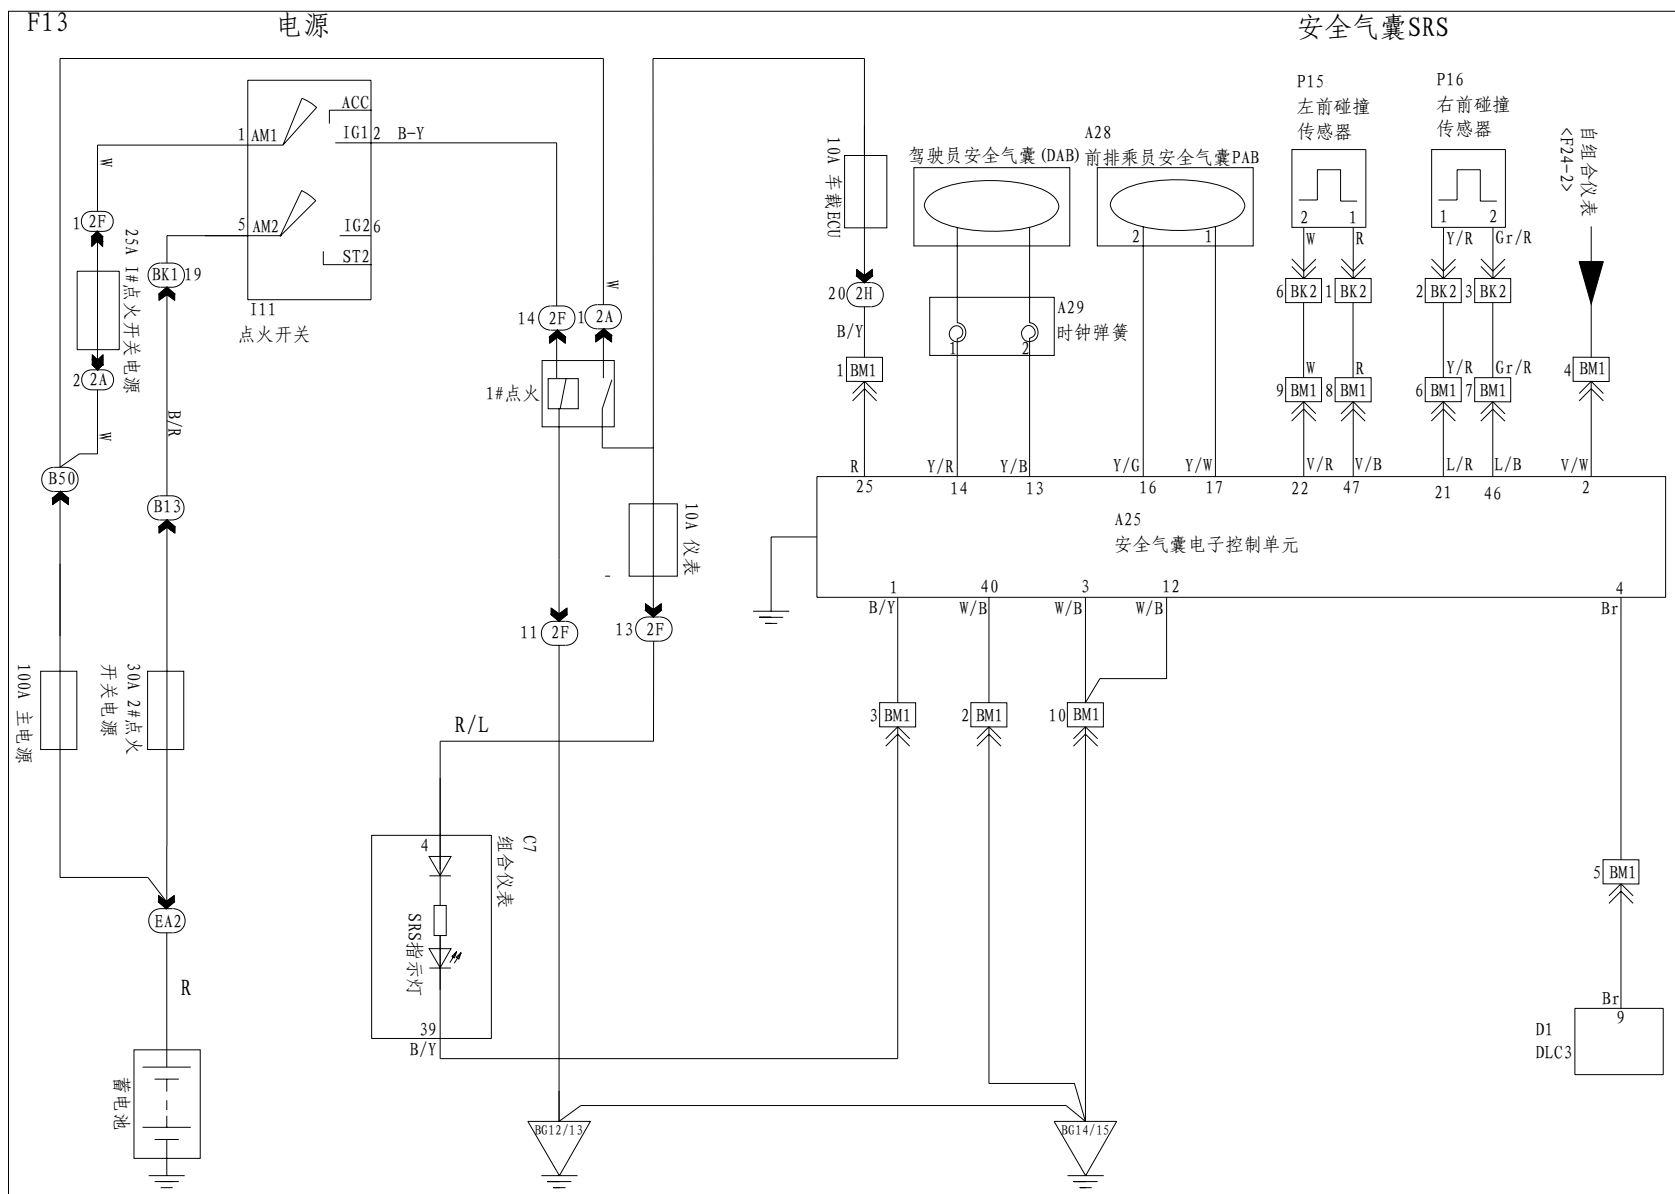 F13
电源
安全气囊SRS
ACC
1 AM1
IG1 2 B-Y
5 AM2
IG2 6
ST2
I11
点火开关
W
1 2F
25A I#点火开关电源
2 2A
W
BK1 19
B/R
B50
B13
100A 主电源
30A 2#点火
开关电源
EA2
R
蓄电池
14 2F
1 2A
W
1#点火
11 2F
13 2F
10A 仪表
R/L
4
C7
组合仪表
SRS指示灯
39
B/Y
BG12/13
BG14/15
10A 车载ECU
20 2H
B/Y
1 BM1
R
25
驾驶员安全气囊(DAB)
A28
前排乘员安全气囊PAB
2 1
A29
时钟弹簧
1 2
Y/R Y/B
14 13
Y/G Y/W
16 17
P15
左前碰撞
传感器
2 1
W R
6 BK2 1 BK2
W R
9 BM1 8 BM1
V/R V/B
22 47
P16
右前碰撞
传感器
1 2
Y/R Gr/R
2 BK2 3 BK2
Y/R Gr/R
6 BM1 7 BM1
L/R L/B
21 46
自组合仪表
<F24-2>
4 BM1
V/W
2
A25
安全气囊电子控制单元
1 40 3 12 4
B/Y W/B W/B W/B Br
3 BM1 2 BM1 10 BM1
5 BM1
Br
9
D1
DLC3